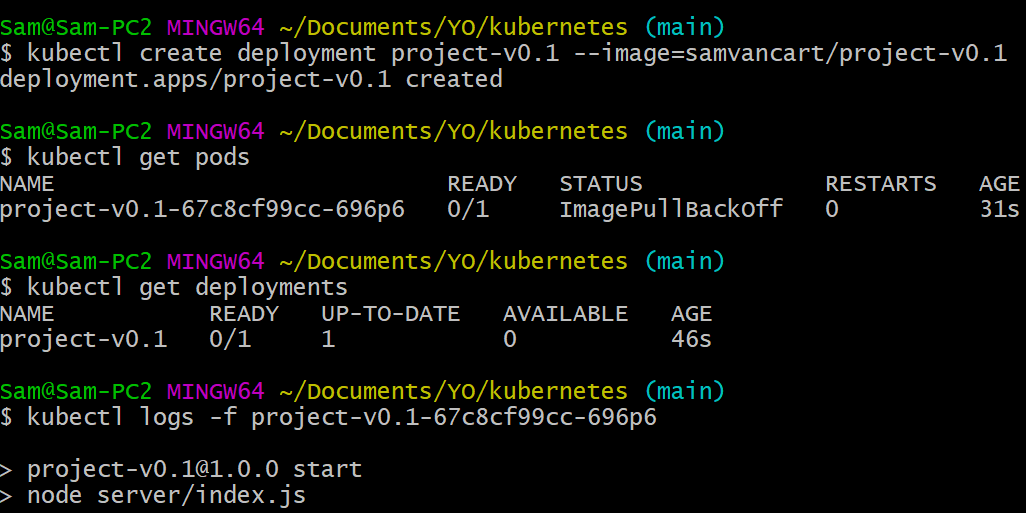 Sam@Sam-PC2 MINGW64 ~/Documents/YO/kubernetes (main)
$ kubectl create deployment project-v0.1 --image=samvancart/project-v0.1
deployment.apps/project-v0.1 created
Sam@Sam-PC2 MINGW64 ~/Documents/YO/kubernetes (main)
$ kubectl get pods
NAME READY STATUS RESTARTS AGE
project-v0.1-67c8cf99cc-696p6 0/1 ImagePullBackOff 0 31s
Sam@Sam-PC2 MINGW64 ~/Documents/YO/kubernetes (main)
$ kubectl get deployments
NAME READY UP-TO-DATE AVAILABLE AGE
project-v0.1 0/1 1 0 46s
Sam@Sam-PC2 MINGW64 ~/Documents/YO/kubernetes (main)
$ kubectl logs -f project-v0.1-67c8cf99cc-696p6
> project-v0.1@1.0.0 start
> node server/index.js